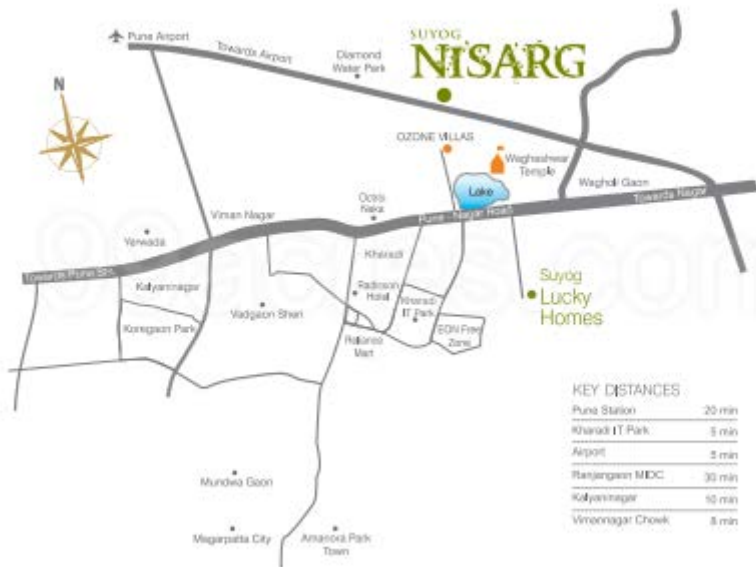 Pune Airport
Towards Airport
Diamond
Water Park
SUYOG
NISARG
N
OZONE VILLAS
Wagheshwar
Temple
Lake
Wagholi Gaon
Towards Nagar
Viman Nagar
Octroi
Naka
Pune - Nagar Road
Yerwada
Kharadi
Towards Pune Stn.
Kalyaninagar
Radisson
Hotel
Suyog
Lucky
Homes
Koregaon Park
Vadgaon Sheri
Kharadi
IT Park
EON Free
Zone
Reliance
Mart
KEY DISTANCES
Pune Station 20 min
Kharadi IT Park 5 min
Airport 5 min
Ranjangaon MIDC 30 min
Kalyaninagar 10 min
Vimannagar Chowk 8 min
Mundwa Gaon
Magarpatta City
Amanora Park
Town